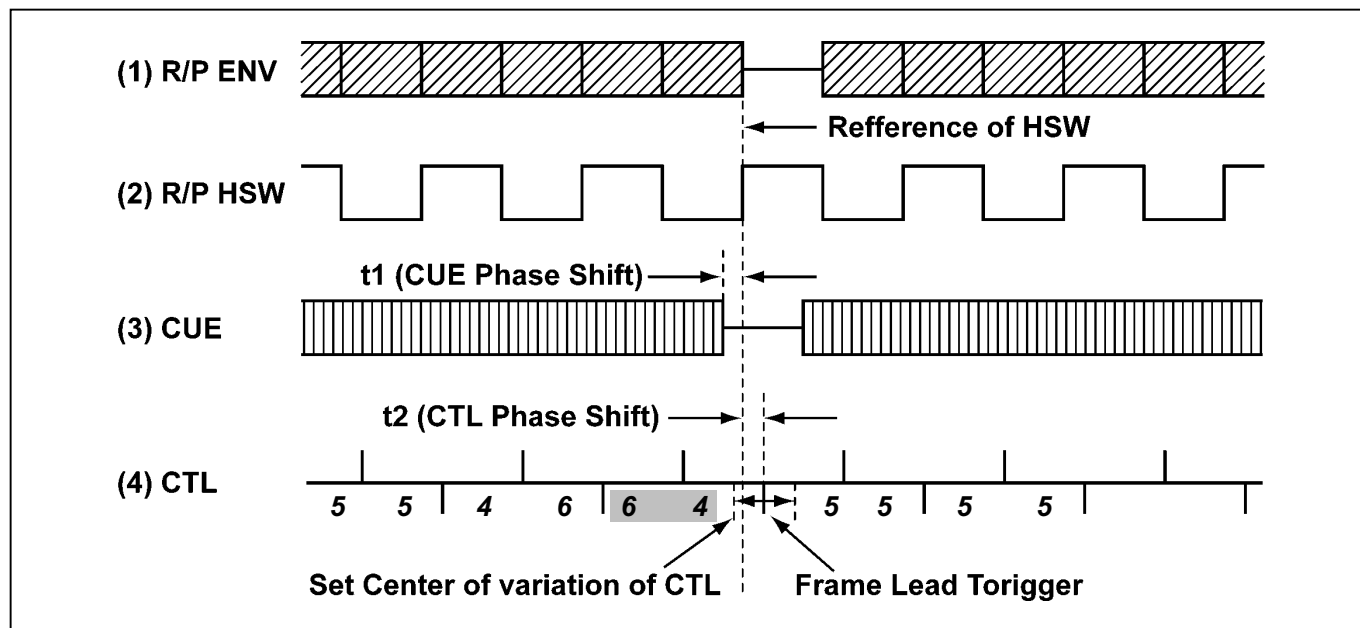 (1) R/P ENV
Refference of HSW
(2) R/P HSW
t1 (CUE Phase Shift)
(3) CUE
t2 (CTL Phase Shift)
(4) CTL
5 5 4 6 6 4 5 5 5 5
Set Center of variation of CTL
Frame Lead Torigger